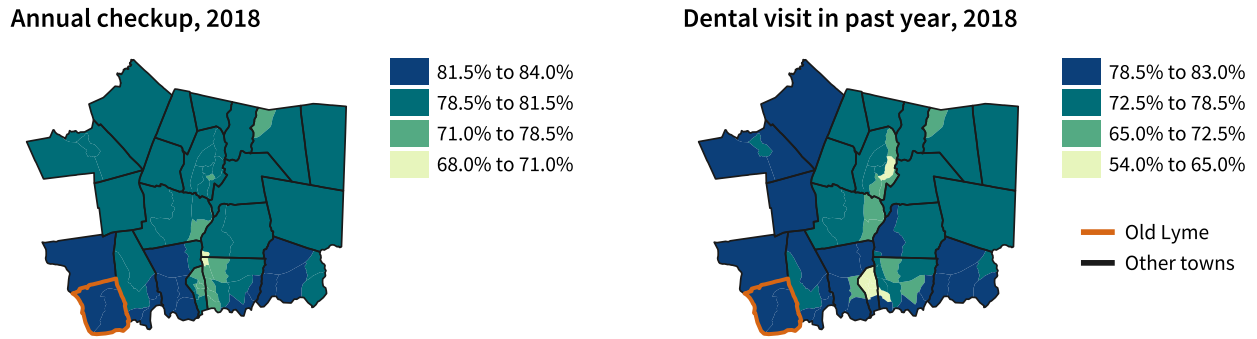 Annual checkup, 2018
81.5% to 84.0%
78.5% to 81.5%
71.0% to 78.5%
68.0% to 71.0%
Dental visit in past year, 2018
78.5% to 83.0%
72.5% to 78.5%
65.0% to 72.5%
54.0% to 65.0%
Old Lyme
Other towns